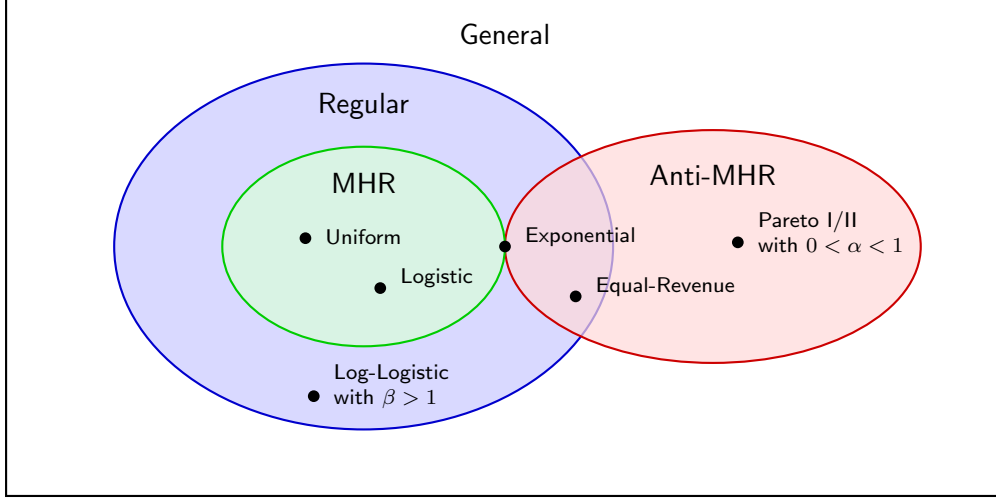 General
Regular
Anti-MHR
MHR
Pareto I/II
with 0 < α < 1
Uniform
Exponential
Logistic
Equal-Revenue
Log-Logistic
with β > 1